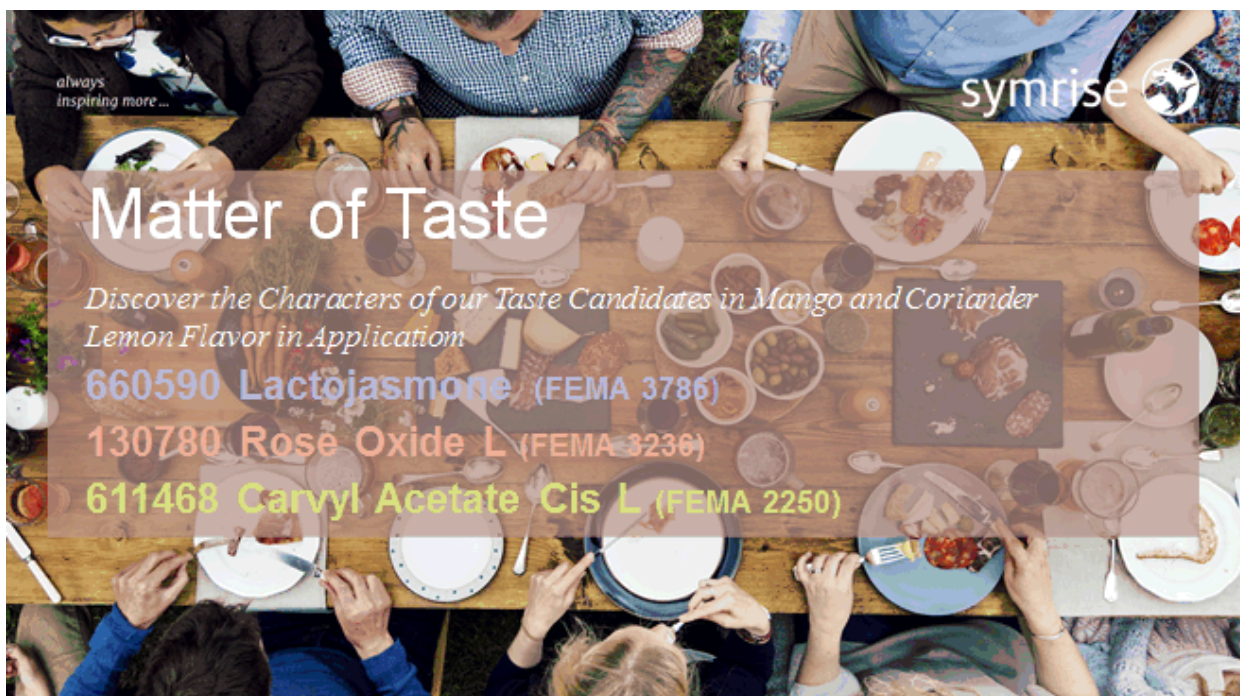 always
inspiring more ...
symrise
Matter of Taste
Discover the Characters of our Taste Candidates in Mango and Coriander
Lemon Flavor in Applicatiom
660590 Lactojasmone (FEMA 3786)
130780 Rose Oxide L (FEMA 3236)
611468 Carvyl Acetate Cis L (FEMA 2250)